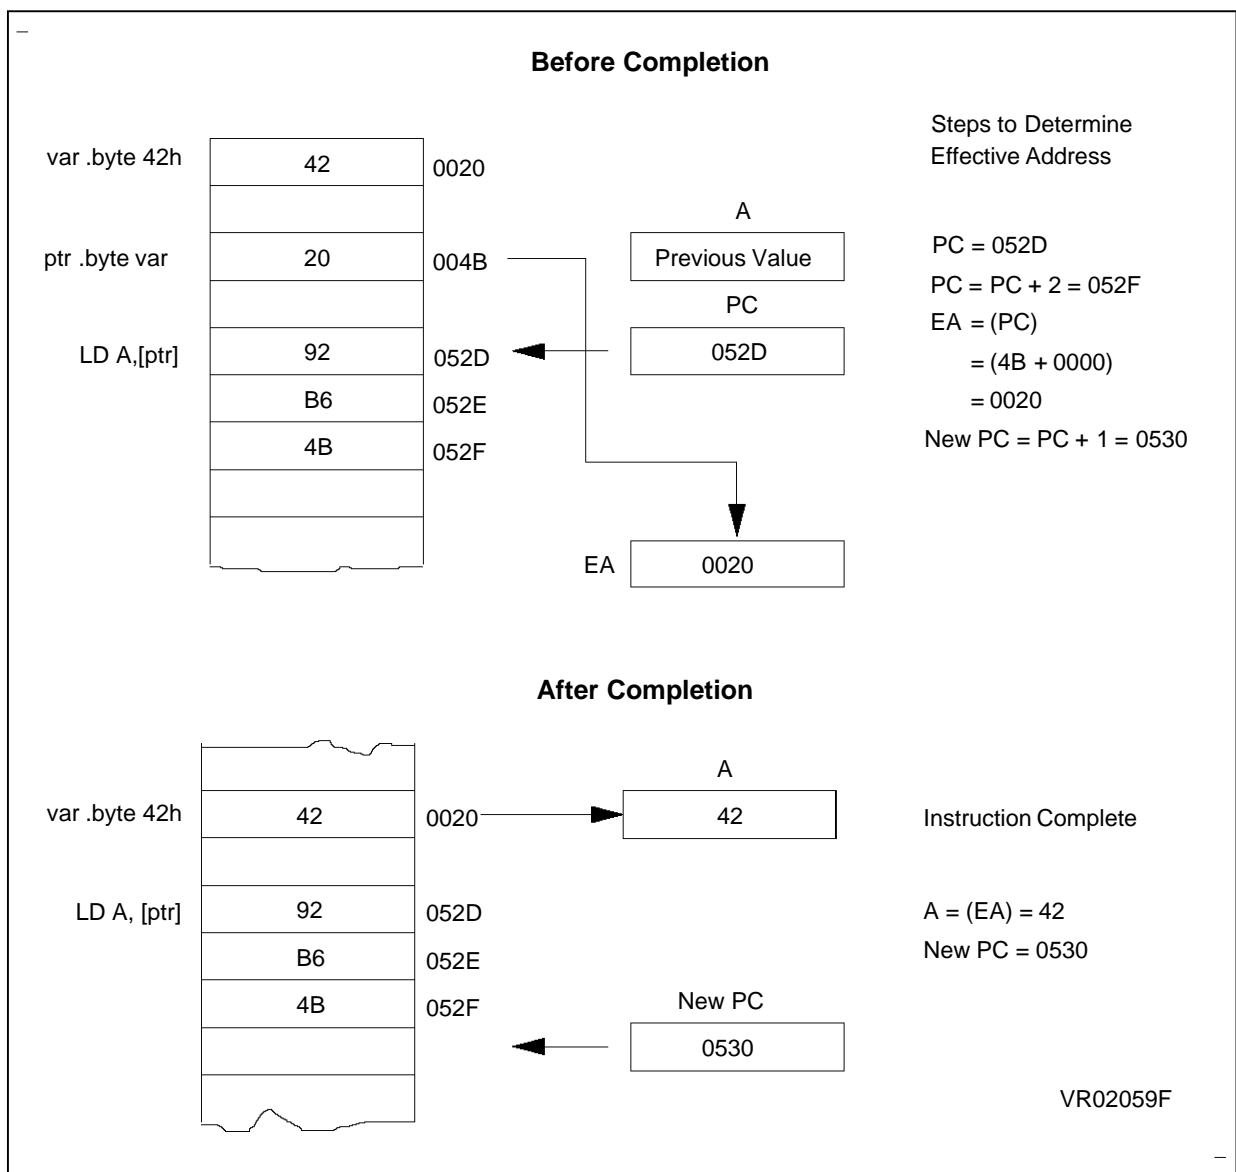 Before Completion
Steps to Determine
Effective Address
var .byte 42h 42 0020
A
ptr .byte var 20 004B Previous Value PC = 052D
PC = PC + 2 = 052F
PC
EA = (PC)
LD A,[ptr] 92 052D 052D = (4B + 0000)
B6 052E = 0020
4B 052F New PC = PC + 1 = 0530
EA 0020
After Completion
A
var .byte 42h 42 0020 42 Instruction Complete
LD A, [ptr] 92 052D A = (EA) = 42
B6 052E New PC = 0530
4B 052F New PC
0530
VR02059F